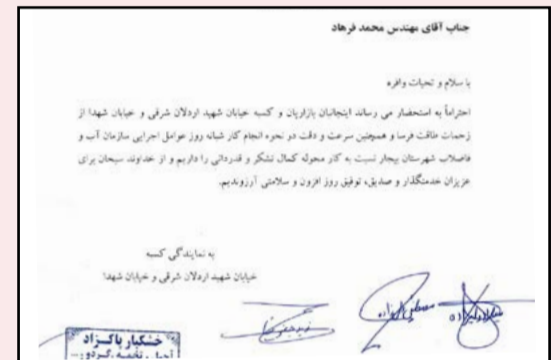 جناب آقای مهندس محمد فرهاد
با سلام و تحیات وافره
احتراماً به استحضار می رساند اینجانبان بازاریان و کسبه خیابان شهید اردلان شرقی و خیابان شهدا از
زحمات طاقت فرسا و همچنین سرعت و دقت در نحوه انجام کار شبانه روز عوامل اجرایی سازمان آب و
فاضلاب شهرستان بیجار نسبت به کار محوله کمال تشکر و قدردانی را داریم و از خداوند سبحان برای
عزیزان خدمتگذار و صدیق، توفیق روز افزون و سلامتی آرزومندیم.
به نمایندگی کسبه
خیابان شهید اردلان شرقی و خیابان شهدا
خشکبار پاکزاد